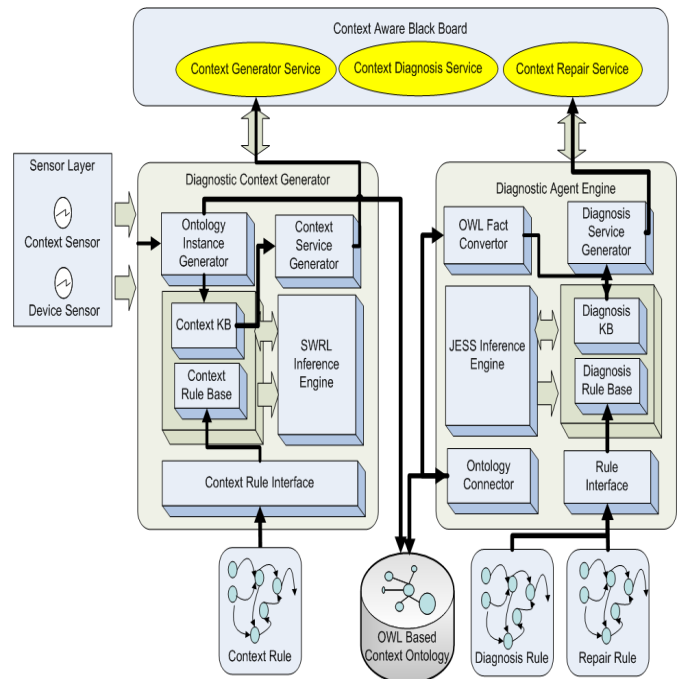 Context Aware Black Board
Context Generator Service
Context Diagnosis Service
Context Repair Service
Sensor Layer
Context Sensor
Device Sensor
Diagnostic Context Generator
Ontology
Instance
Generator
Context
Service
Generator
Context KB
Context
Rule Base
SWRL
Inference
Engine
Context Rule Interface
Diagnostic Agent Engine
OWL Fact
Convertor
Diagnosis
Service
Generator
JESS Inference
Engine
Diagnosis
KB
Diagnosis
Rule Base
Ontology
Connector
Rule
Interface
Context Rule
OWL Based
Context Ontology
Diagnosis Rule
Repair Rule